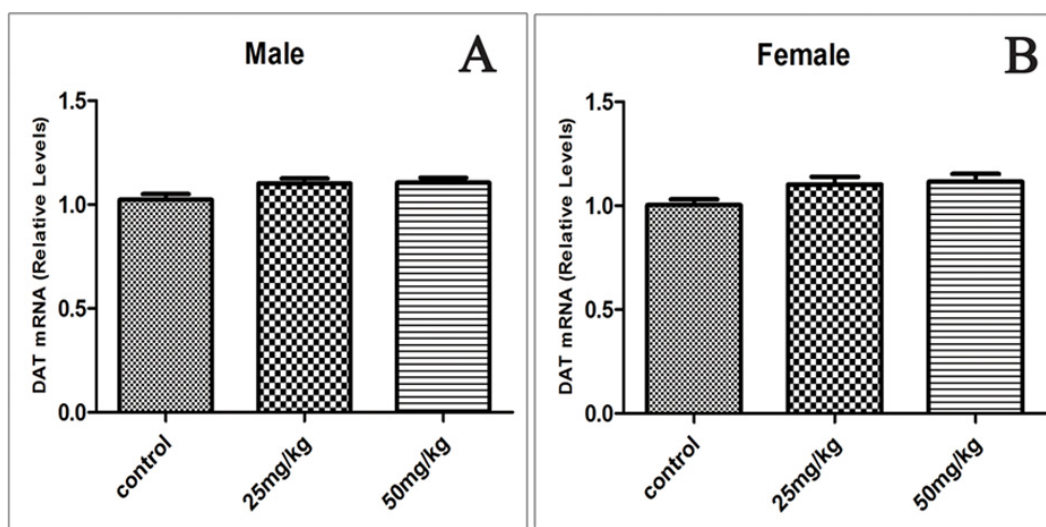 Male
A
DAT mRNA (Relative Levels)
1.5
1.0
0.5
0.0
control
25mg/kg
50mg/kg
Female
B
DAT mRNA (Relative Levels)
1.5
1.0
0.5
0.0
control
25mg/kg
50mg/kg